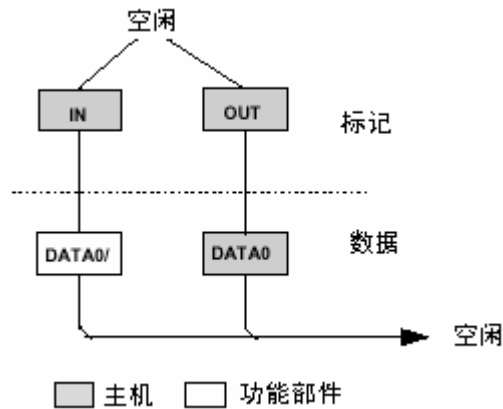 空闲
IN OUT 标记
DATA0/ DATA0 数据
空闲
主机 功能部件